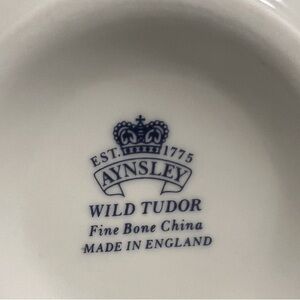 EST. 1775
AYNSLEY
WILD TUDOR
Fine Bone China
MADE IN ENGLAND